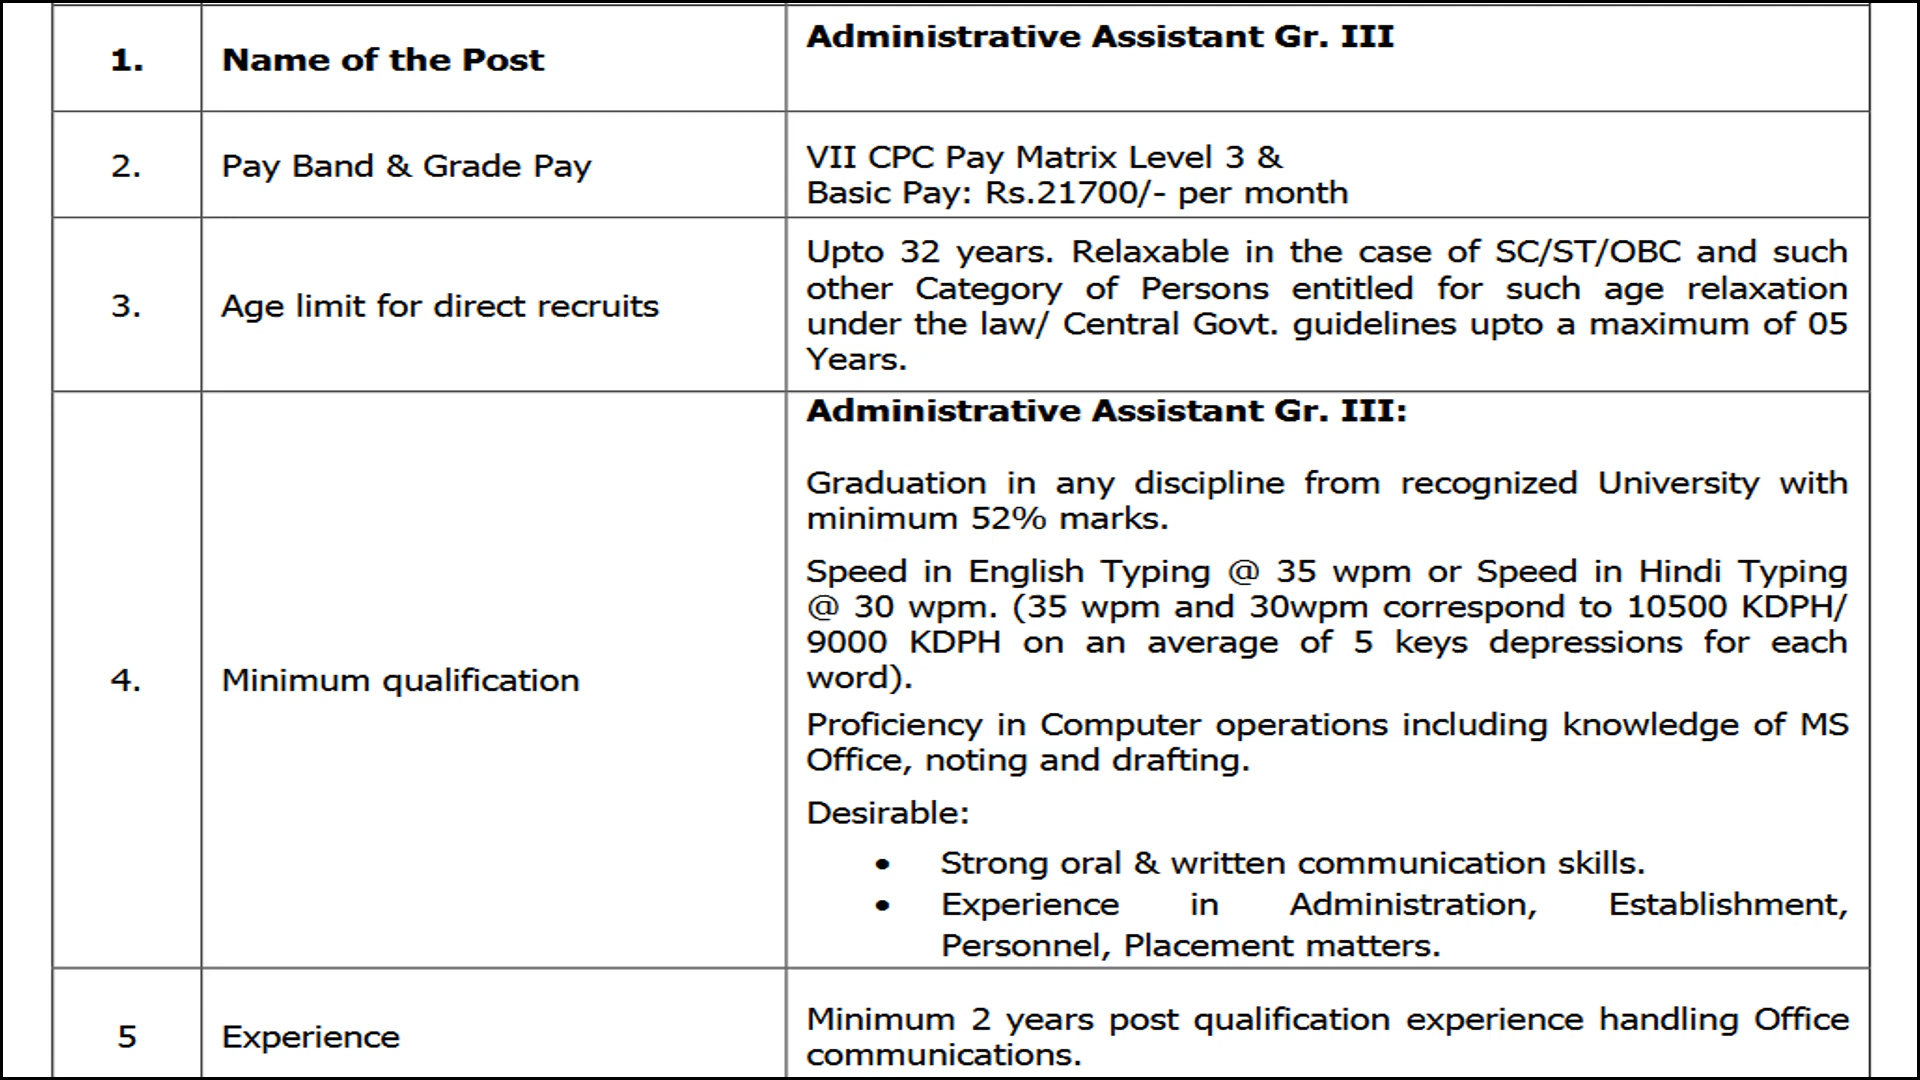 1.
Name of the Post
Administrative Assistant Gr. III
2.
Pay Band & Grade Pay
VII CPC Pay Matrix Level 3 &
Basic Pay: Rs.21700/- per month
3.
Age limit for direct recruits
Upto 32 years. Relaxable in the case of SC/ST/OBC and such
other Category of Persons entitled for such age relaxation
under the law/ Central Govt. guidelines upto a maximum of 05
Years.
4.
Minimum qualification
Administrative Assistant Gr. III:
Graduation in any discipline from recognized University with
minimum 52% marks.
Speed in English Typing @ 35 wpm or Speed in Hindi Typing
@ 30 wpm. (35 wpm and 30wpm correspond to 10500 KDPH/
9000 KDPH on an average of 5 keys depressions for each
word).
Proficiency in Computer operations including knowledge of MS
Office, noting and drafting.
Desirable:
• Strong oral & written communication skills.
• Experience in Administration, Establishment,
Personnel, Placement matters.
5
Experience
Minimum 2 years post qualification experience handling Office
communications.